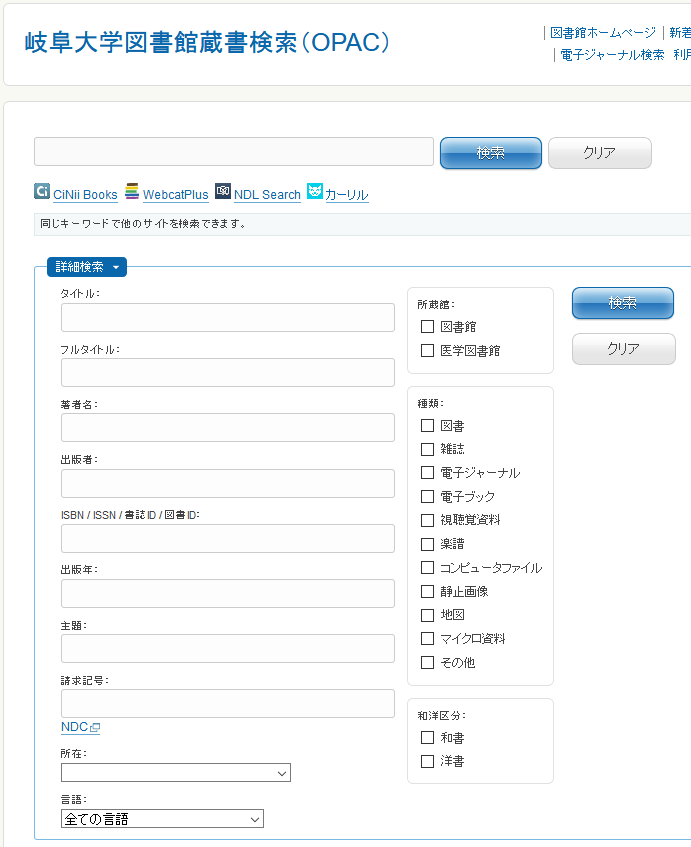 岐阜大学図書館蔵書検索(OPAC)
| 図書館ホームページ | 新着
| 電子ジャーナル検索 利用
検索
クリア
CiNii Books WebcatPlus NDL Search カーリル
同じキーワードで他のサイトを検索できます。
詳細検索
タイトル:
フルタイトル:
著者名:
出版者:
ISBN / ISSN / 書誌ID / 図書ID:
出版年:
主題:
請求記号:
NDC
所在:
言語:
全ての言語
所蔵館:
図書館
医学図書館
種類:
図書
雑誌
電子ジャーナル
電子ブック
視聴覚資料
楽譜
コンピュータファイル
静止画像
地図
マイクロ資料
その他
和洋区分:
和書
洋書
検索
クリア